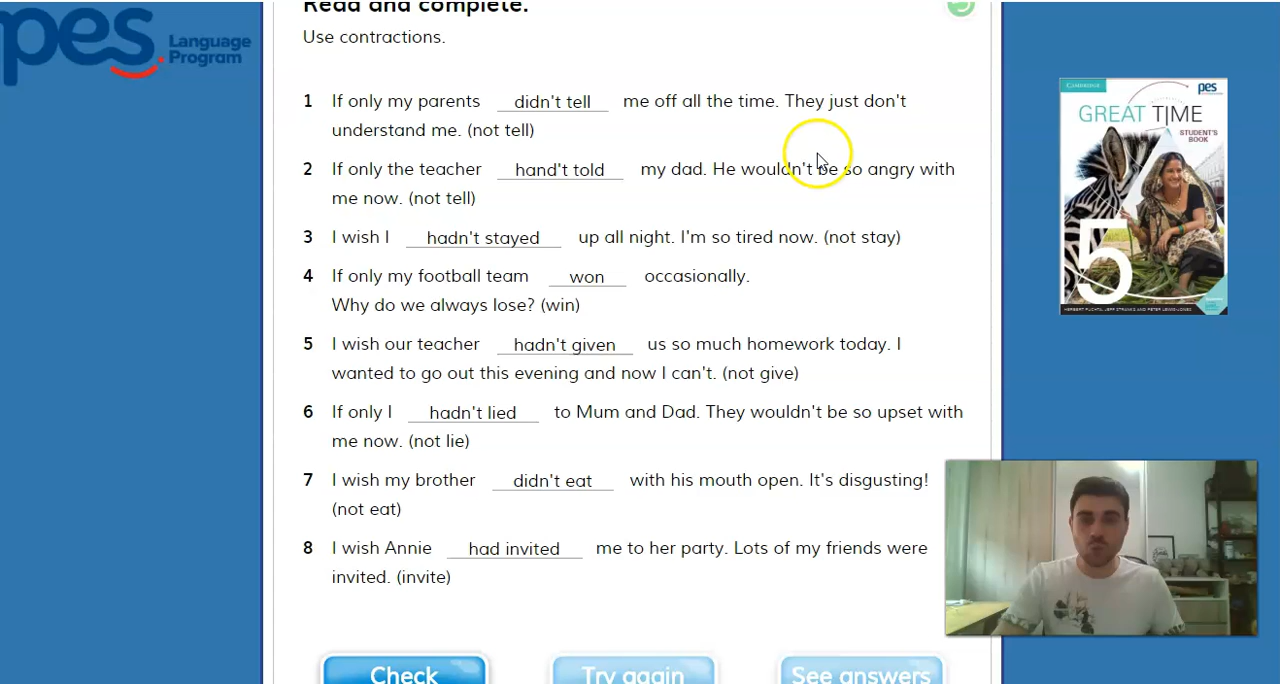 Read and complete.
pes. Language
Program
Use contractions.
1 If only my parents didn't tell me off all the time. They just don't
understand me. (not tell)
2 If only the teacher hand't told my dad. He wouldn't be so angry with
me now. (not tell)
3 I wish I hadn't stayed up all night. I'm so tired now. (not stay)
4 If only my football team won occasionally.
Why do we always lose? (win)
5 I wish our teacher hadn't given us so much homework today. I
wanted to go out this evening and now I can't. (not give)
6 If only I hadn't lied to Mum and Dad. They wouldn't be so upset with
me now. (not lie)
7 I wish my brother didn't eat with his mouth open. It's disgusting!
(not eat)
8 I wish Annie had invited me to her party. Lots of my friends were
invited. (invite)
Check Try again See answers
CAMBRIDGE
pes
GREAT TIME
STUDENT'S
BOOK
5
HERBERT PUCHTA, JEFF STRANKS AND PETER LEWIS-JONES